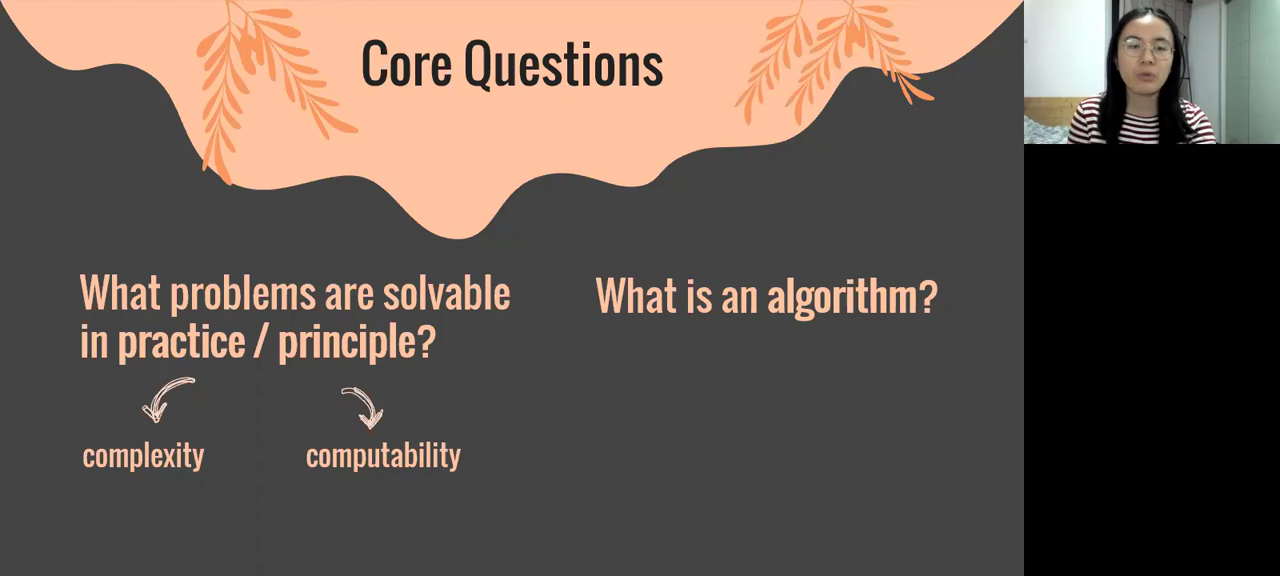 Core Questions
What problems are solvable
in practice / principle?
complexity
computability
What is an algorithm?